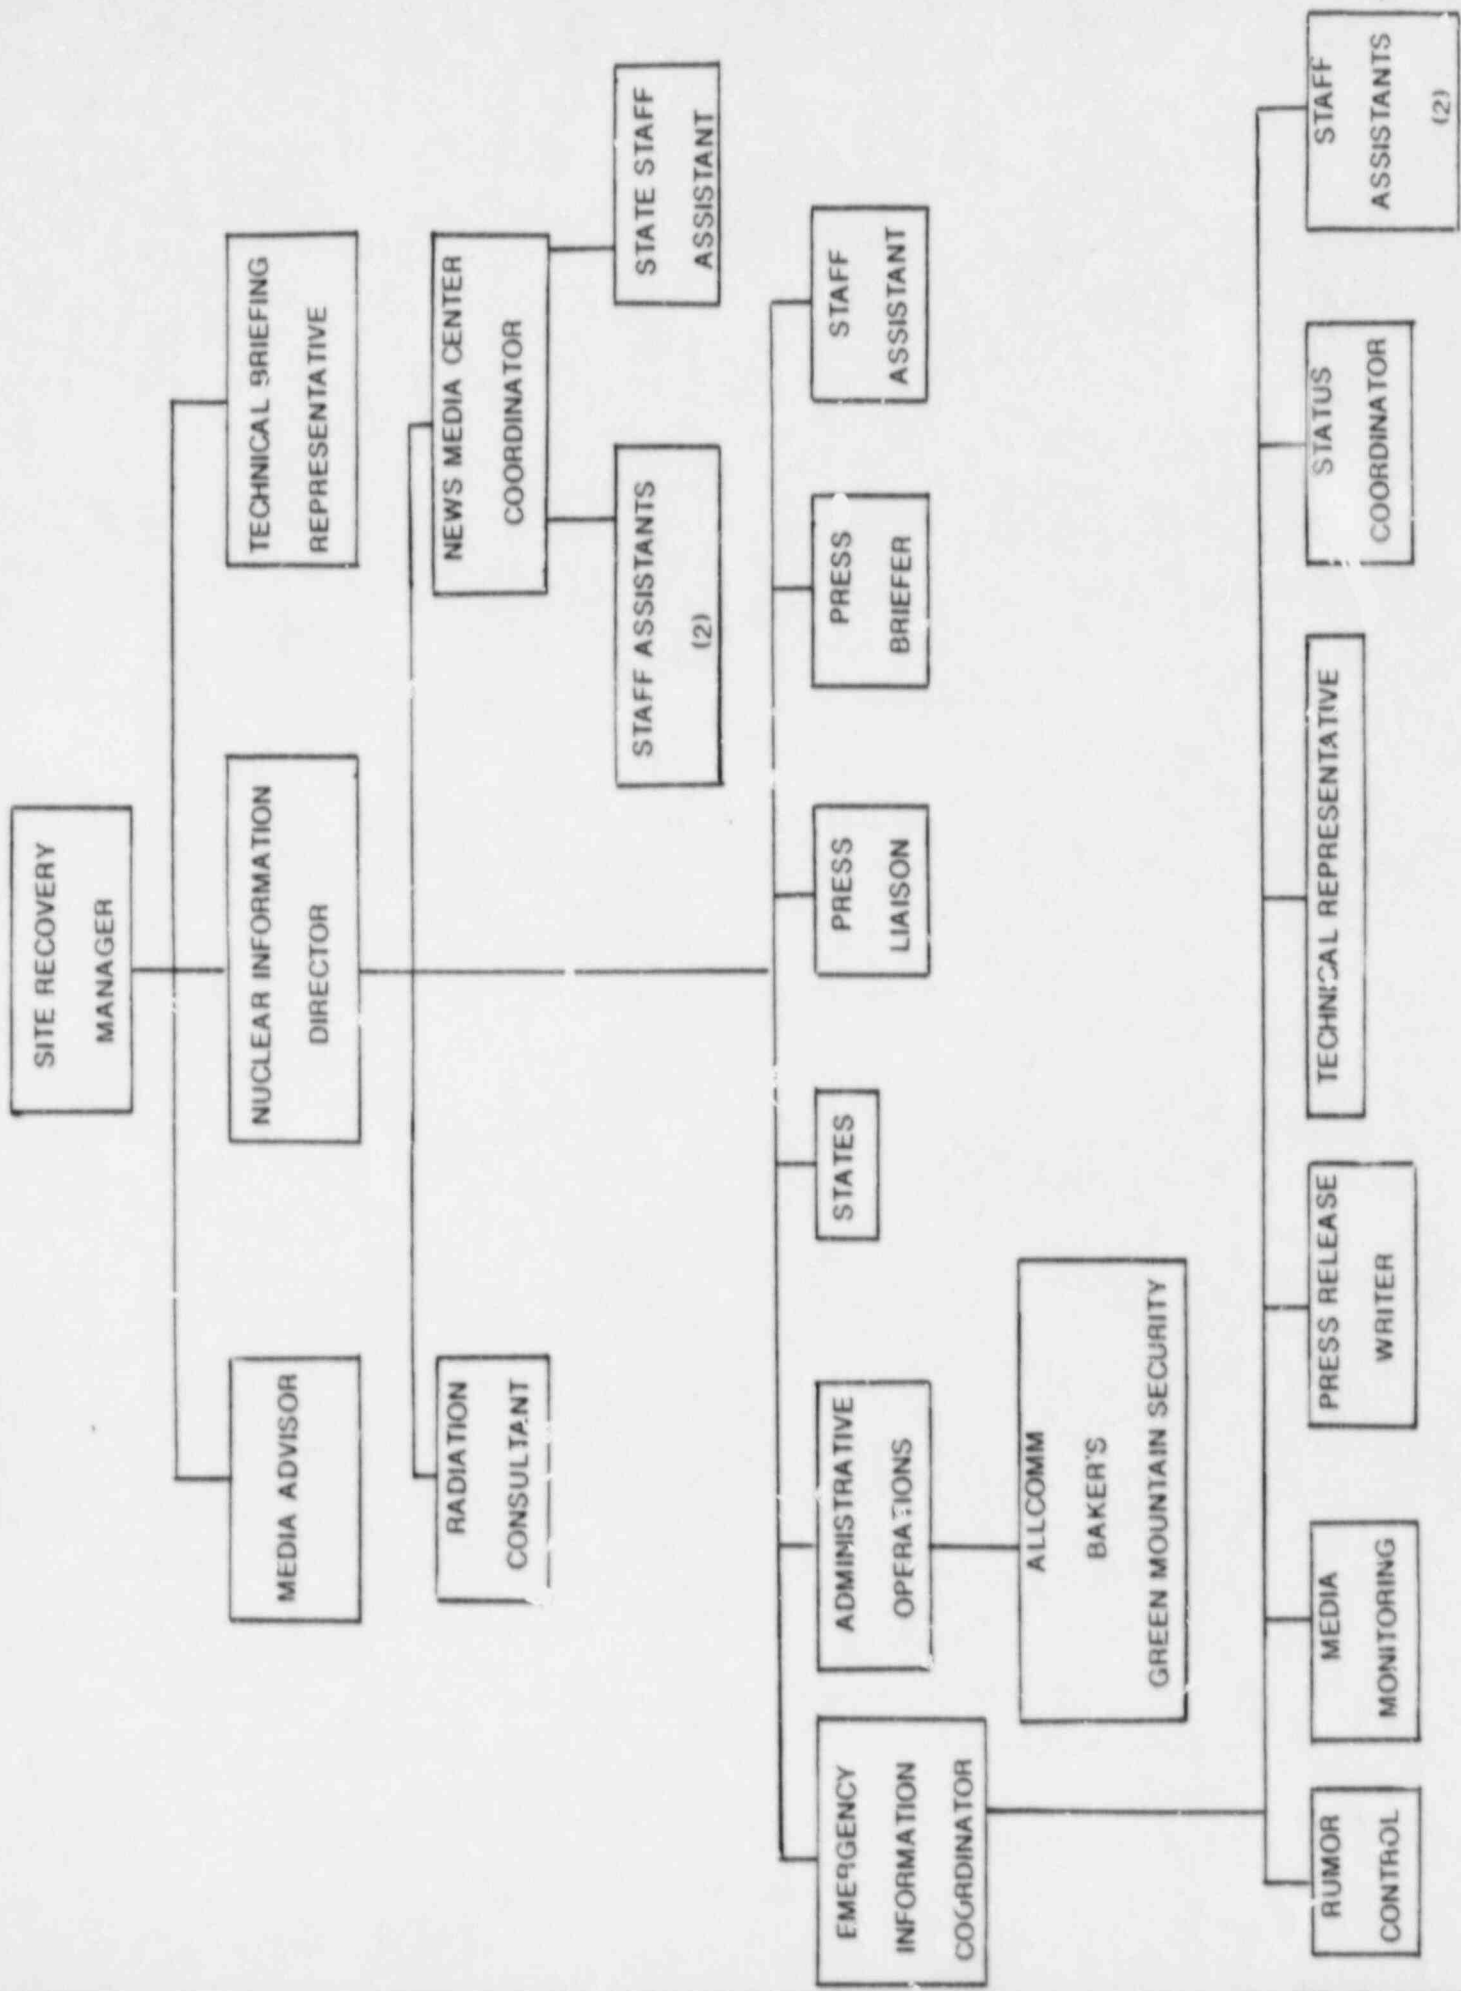 SITE RECOVERY
MANAGER
MEDIA ADVISOR
NUCLEAR INFORMATION
DIRECTOR
TECHNICAL BRIEFING
REPRESENTATIVE
RADIATION
CONSULTANT
NEWS MEDIA CENTER
COORDINATOR
STAFF ASSISTANTS
(2)
STATE STAFF
ASSISTANT
EMERGENCY
INFORMATION
COORDINATOR
ADMINISTRATIVE
OPERATIONS
STATES
PRESS
LIAISON
PRESS
BRIEFER
STAFF
ASSISTANT
ALLCOMM
BAKER'S
GREEN MOUNTAIN SECURITY
RUMOR
CONTROL
MEDIA
MONITORING
PRESS RELEASE
WRITER
TECHNICAL REPRESENTATIVE
STATUS
COORDINATOR
STAFF
ASSISTANTS
(2)